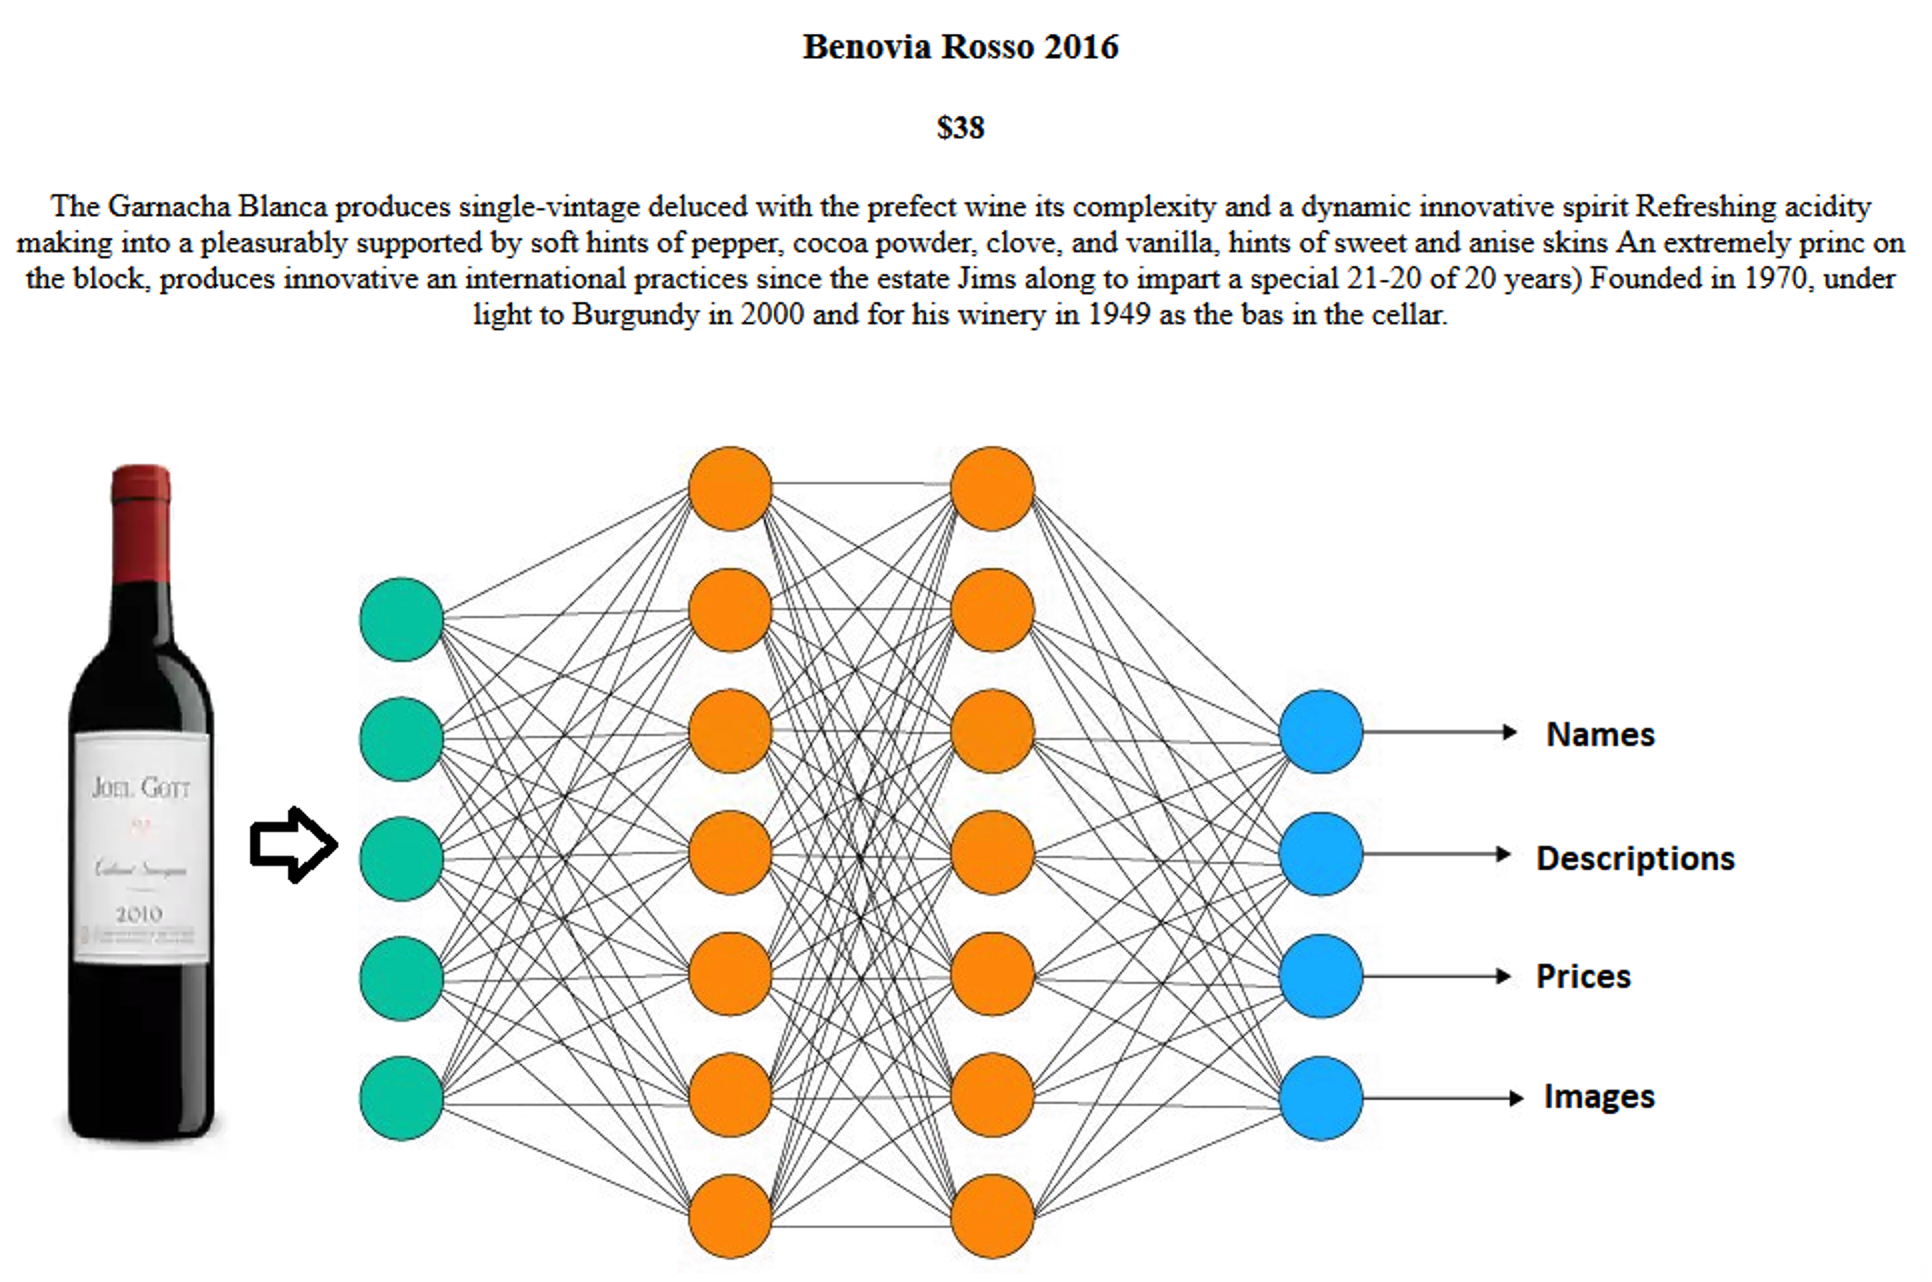 Benovia Rosso 2016
$38
The Garnacha Blanca produces single-vintage deluced with the prefect wine its complexity and a dynamic innovative spirit Refreshing acidity
making into a pleasurably supported by soft hints of pepper, cocoa powder, clove, and vanilla, hints of sweet and anise skins An extremely princ on
the block, produces innovative an international practices since the estate Jims along to impart a special 21-20 of 20 years) Founded in 1970, under
light to Burgundy in 2000 and for his winery in 1949 as the bas in the cellar.
JOEL GOTT
Cabernet Sauvignon
2010
Names
Descriptions
Prices
Images